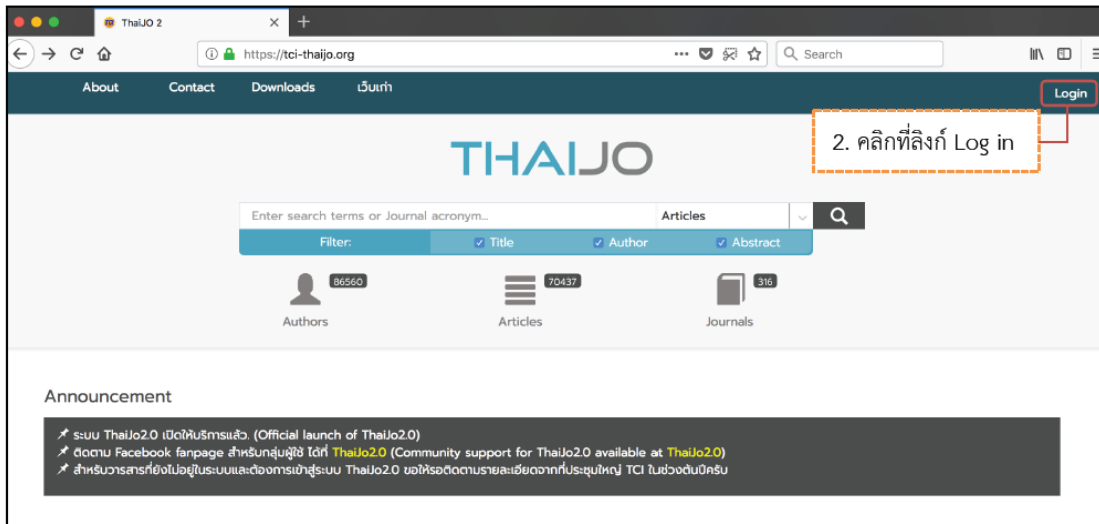 ThaiJO 2
https://tci-thaijo.org
Search
About Contact Downloads เว็บเก่า Login
2. คลิกที่ลิงก์ Log in
THAIJO
Enter search terms or Journal acronym... Articles
Filter: Title Author Abstract
86560 70437 316
Authors Articles Journals
Announcement
ระบบ ThaiJo2.0 เปิดให้บริการแล้ว. (Official launch of ThaiJo2.0)
ติดตาม Facebook fanpage สำหรับกลุ่มผู้ใช้ ได้ที่ ThaiJo2.0 (Community support for ThaiJo2.0 available at ThaiJo2.0)
สำหรับวารสารที่ยังไม่อยู่ในระบบและต้องการเข้าสู่ระบบ ThaiJo2.0 ขอให้รอติดตามรายละเอียดจากที่ประชุมใหญ่ TCI ในช่วงต้นปีครับ